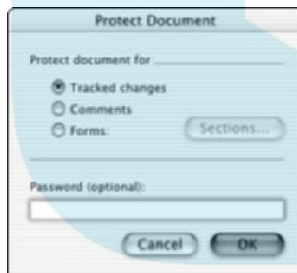 Protect Document
Protect document for
Tracked changes
Comments
Forms:
Sections...
Password (optional):
Cancel
OK